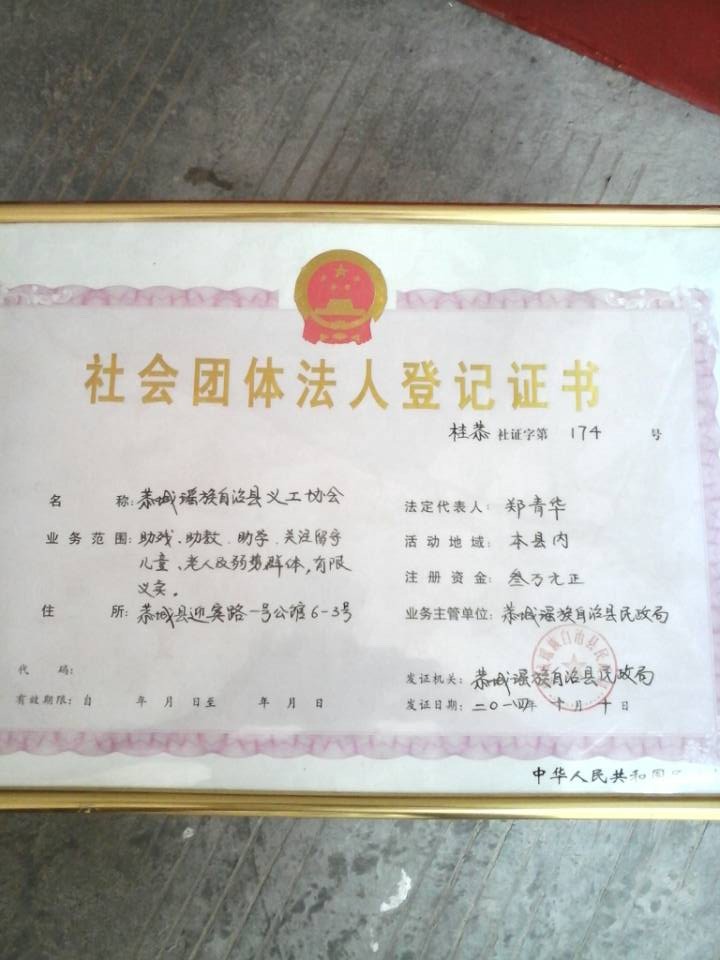 社会团体法人登记证书
桂恭 社证字第 174 号
名 称: 恭城瑶族自治县义工协会
业务范围: 助残、助教、助学、关注留守
儿童、老人及弱势群体,有限
义卖。
住 所: 恭城县迎宾路一号公馆6-3号
法定代表人: 郑青华
活动地域: 本县内
注册资金: 叁万元正
业务主管单位: 恭城瑶族自治县民政局
代 码:
有效期限: 自 年 月 日至 年 月 日
发证机关: 恭城瑶族自治县民政局
发证日期: 二〇一四年 十 月 十 日
中华人民共和国